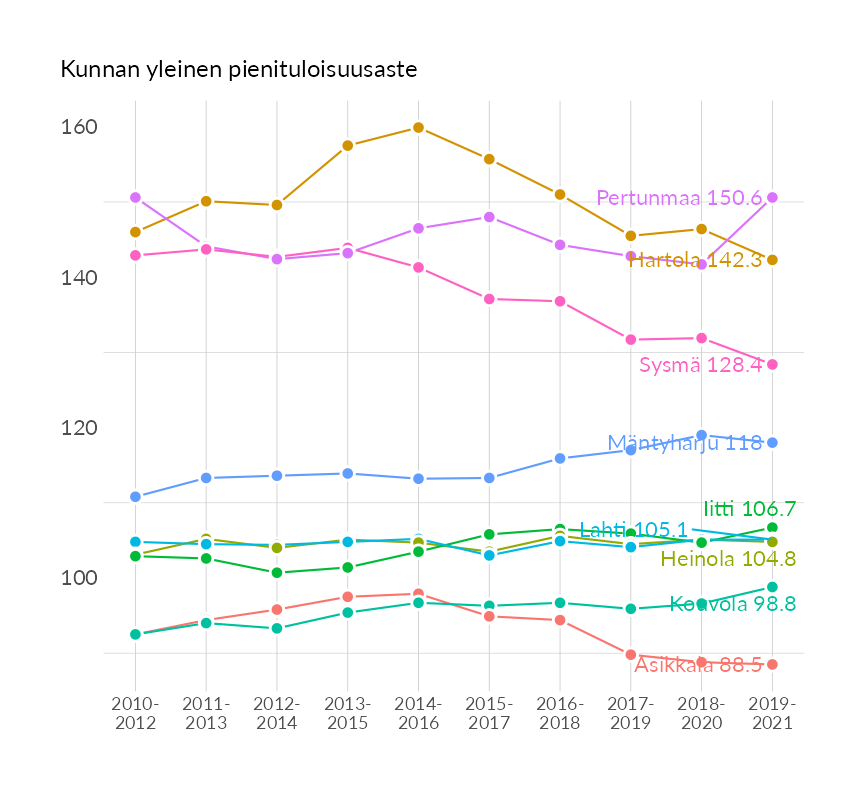 Kunnan yleinen pienituloisuusaste
160
Pertunmaa 150.6
Hartola 142.3
140
Sysmä 128.4
120
Mäntyharju 118
Iitti 106.7
Lahti 105.1
Heinola 104.8
100
Kouvola 98.8
Asikkala 88.5
2010-2012
2011-2013
2012-2014
2013-2015
2014-2016
2015-2017
2016-2018
2017-2019
2018-2020
2019-2021